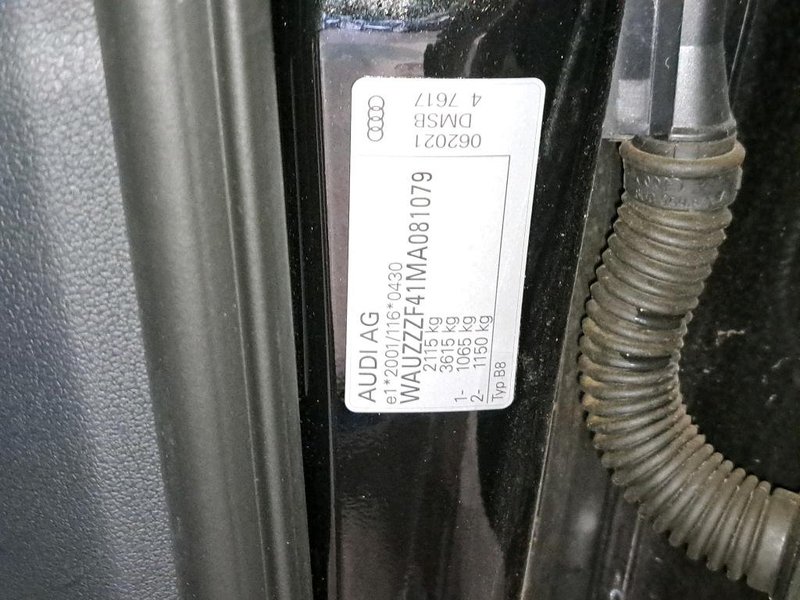 AUDI AG
e1*2001/116*0430
WAUZZZF41MA081079
2115 kg
3615 kg
1- 1065 kg
2- 1150 kg
Typ B8
062021
DMSB
4 7617